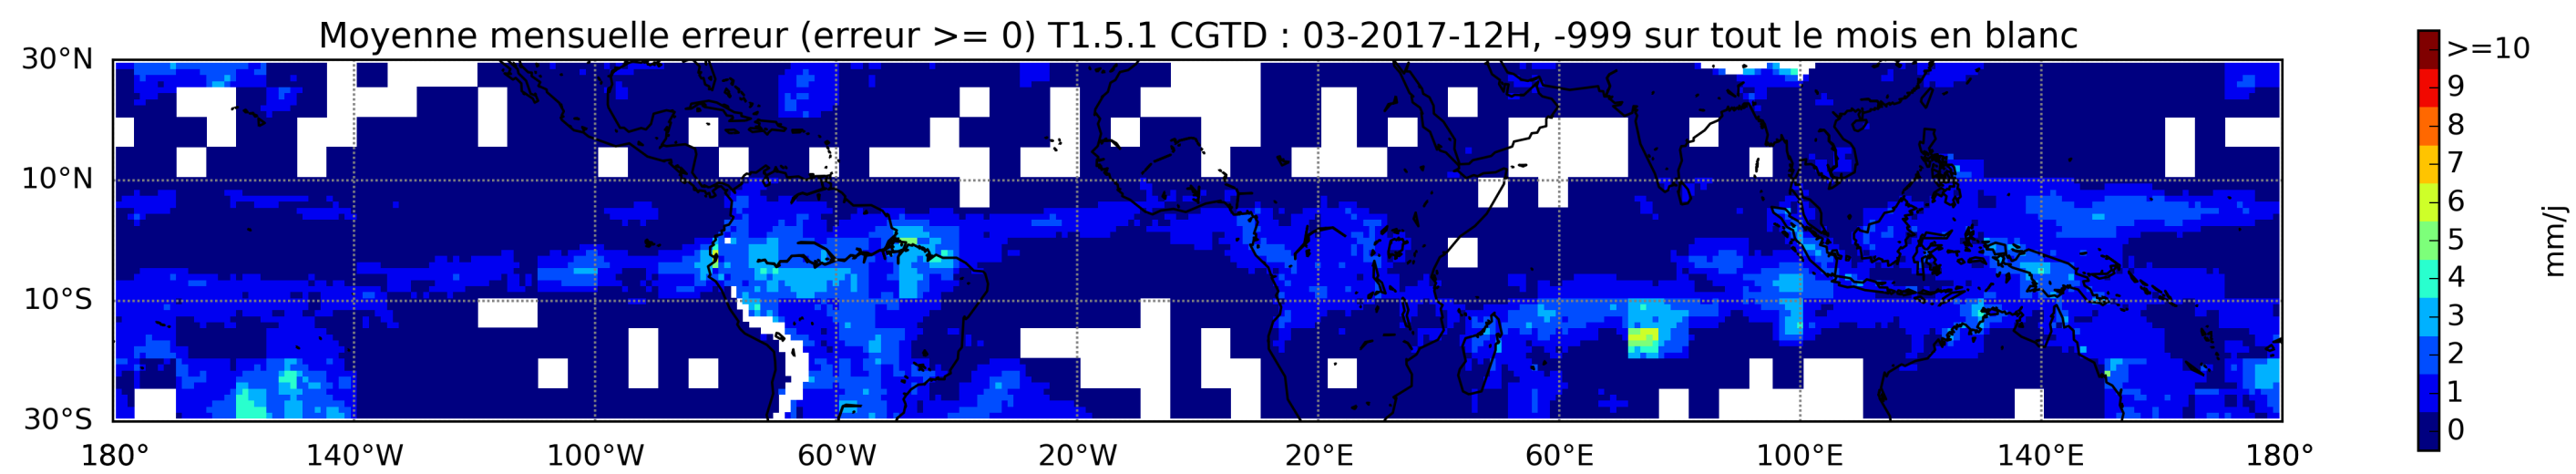 Moyenne mensuelle erreur (erreur >= 0) T1.5.1 CGTD : 03-2017-12H, -999 sur tout le mois en blanc
30°N
10°N
10°S
30°S
180° 140°W 100°W 60°W 20°W 20°E 60°E 100°E 140°E 180°
>=10
9
8
7
6
5
4
3
2
1
0
mm/j